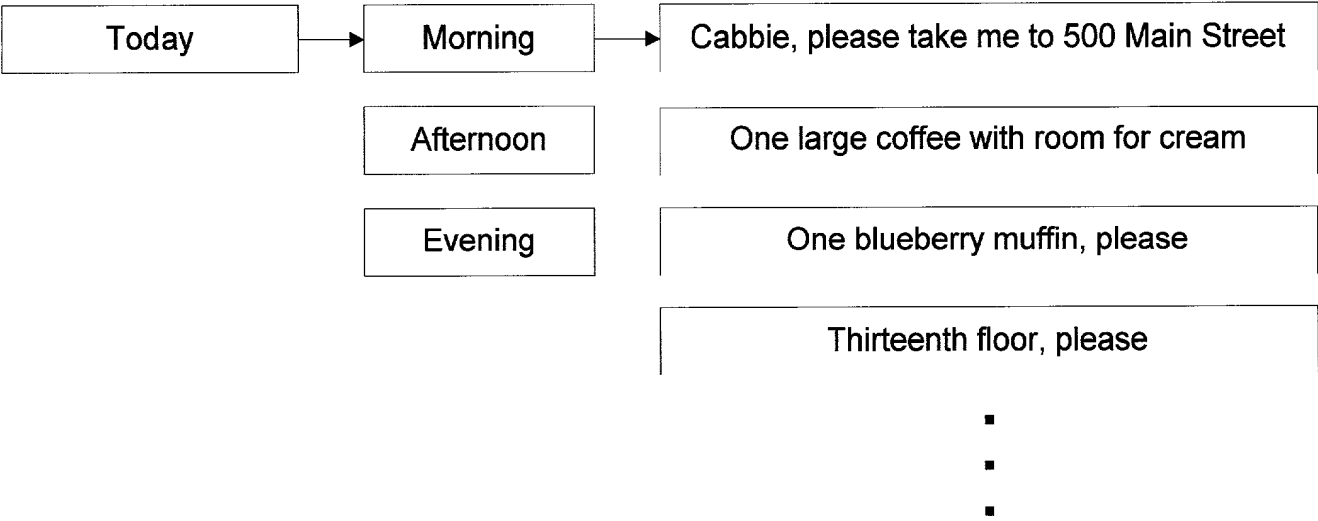 Today
Morning
Cabbie, please take me to 500 Main Street
Afternoon
One large coffee with room for cream
Evening
One blueberry muffin, please
Thirteenth floor, please